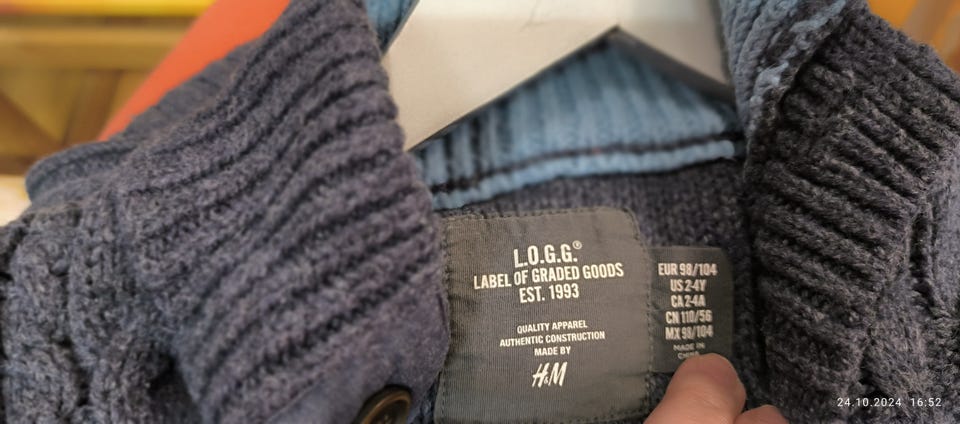 L.O.G.G.®
LABEL OF GRADED GOODS
EST. 1993
QUALITY APPAREL
AUTHENTIC CONSTRUCTION
MADE BY
H&M
EUR 98/104
US 2-4Y
CA 2-4A
CN 110/56
MX 98/104
MADE IN
CHINA
24.10.2024 16:52